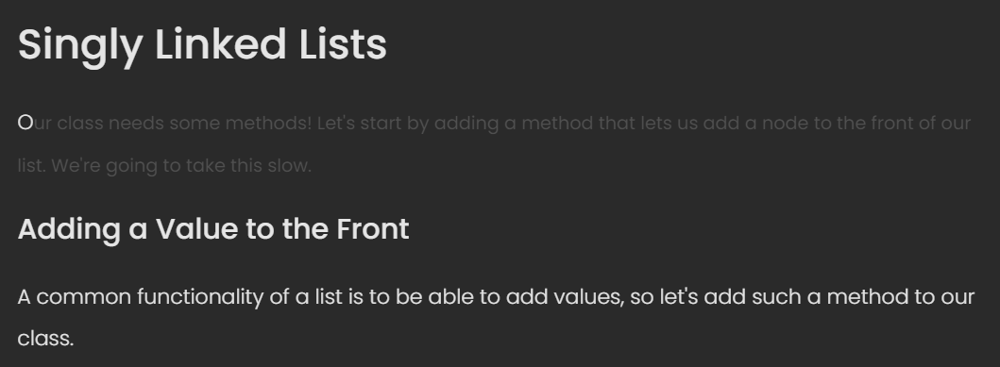 Singly Linked Lists
Our class needs some methods! Let's start by adding a method that lets us add a node to the front of our
list. We're going to take this slow.
Adding a Value to the Front
A common functionality of a list is to be able to add values, so let's add such a method to our
class.